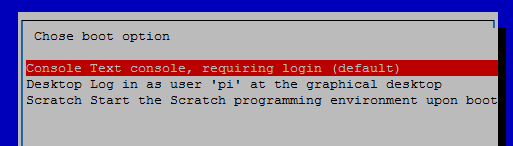 Chose boot option
Console Text console, requiring login (default)
Desktop Log in as user 'pi' at the graphical desktop
Scratch Start the Scratch programming environment upon boot